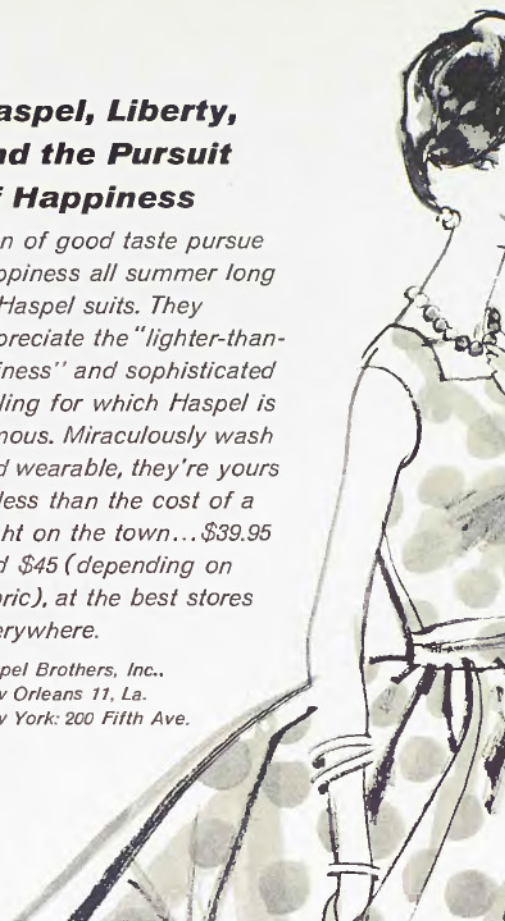 aspel, Liberty,
nd the Pursuit
f Happiness
n of good taste pursue
ppiness all summer long
Haspel suits. They
preciate the "lighter-than-
iness" and sophisticated
ling for which Haspel is
mous. Miraculously wash
d wearable, they're yours
less than the cost of a
ht on the town...$39.95
d $45 (depending on
bric), at the best stores
erywhere.
spel Brothers, Inc..
w Orleans 11, La.
w York: 200 Fifth Ave.